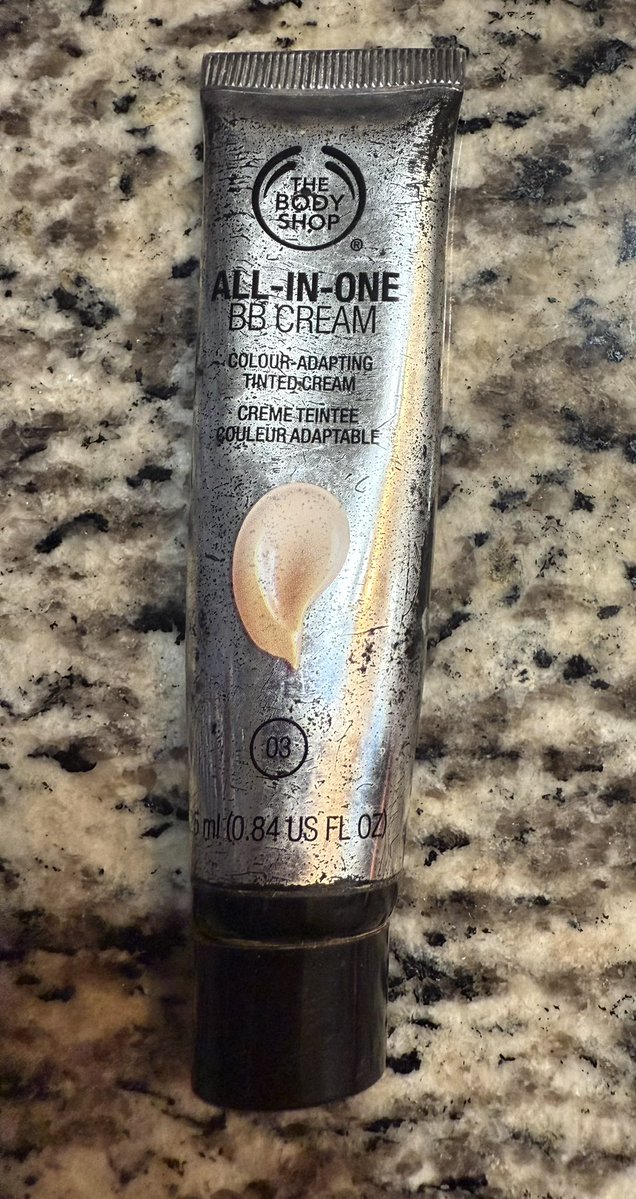 THE
BODY
SHOP
®
ALL-IN-ONE
BB CREAM
COLOUR-ADAPTING
TINTED CREAM
CREME TEINTEE
COULEUR ADAPTABLE
03
5 ml (0.84 US FL OZ)